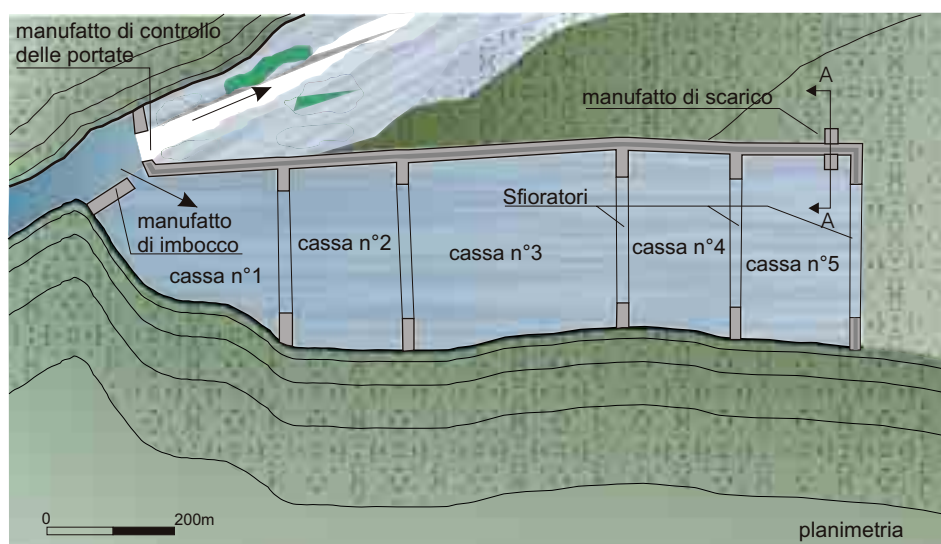 manufatto di controllo
delle portate
A
manufatto di scarico
Sfioratori
A
manufatto
di imbocco
cassa n°1
cassa n°2
cassa n°3
cassa n°4
cassa n°5
0
200m
planimetria